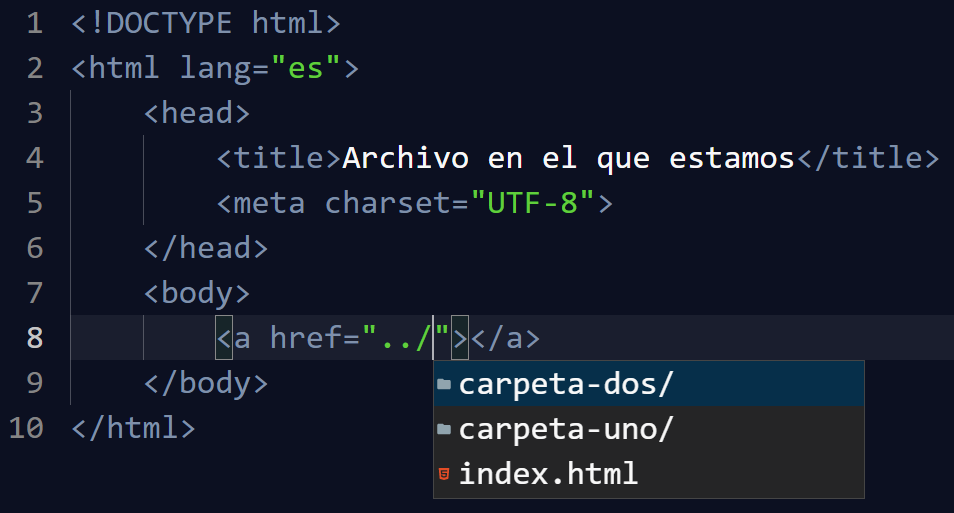 1 <!DOCTYPE html>
2 <html lang="es">
3 <head>
4 <title>Archivo en el que estamos</title>
5 <meta charset="UTF-8">
6 </head>
7 <body>
8 <a href="../"></a>
9 </body>
carpeta-dos/
10 </html>
carpeta-uno/
index.html